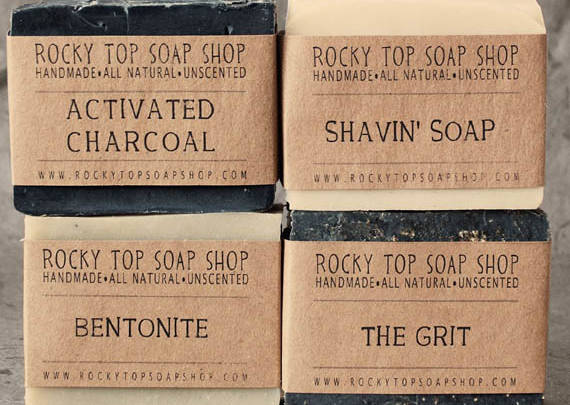 ROCKY TOP SOAP SHOP
HANDMADE•ALL NATURAL•UNSCENTED
ACTIVATED
CHARCOAL
WWW.ROCKYTOPSOAPSHOP.COM
ROCKY TOP SOAP SHOP
HANDMADE•ALL NATURAL•UNSCENTED
SHAVIN' SOAP
WWW.ROCKYTOPSOAPSHOP.COM
ROCKY TOP SOAP SHOP
HANDMADE•ALL NATURAL•UNSCENTED
BENTONITE
WWW.ROCKYTOPSOAPSHOP.COM
ROCKY TOP SOAP SHOP
HANDMADE•ALL NATURAL•UNSCENTED
THE GRIT
WWW.ROCKYTOPSOAPSHOP.COM